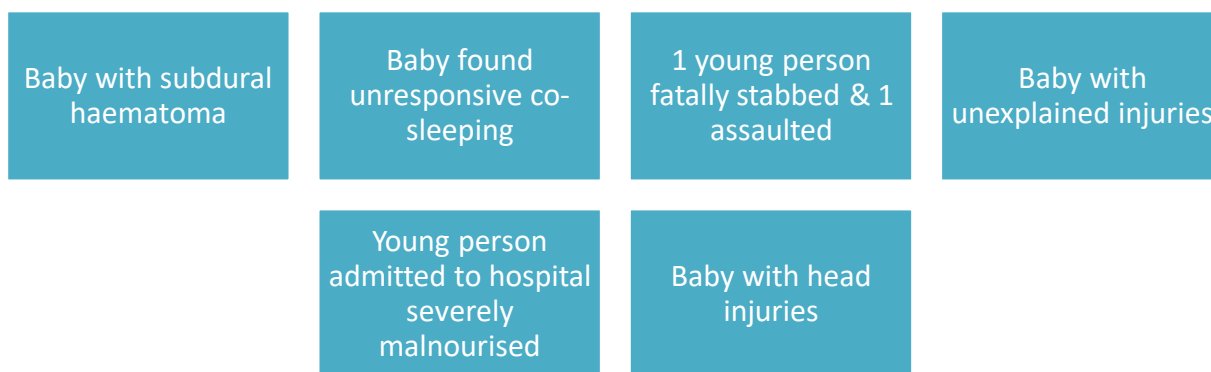 Baby with subdural
haematoma
Baby found
unresponsive co-
sleeping
1 young person
fatally stabbed & 1
assaulted
Baby with
unexplained injuries
Young person
admitted to hospital
severely
malnourised
Baby with head
injuries